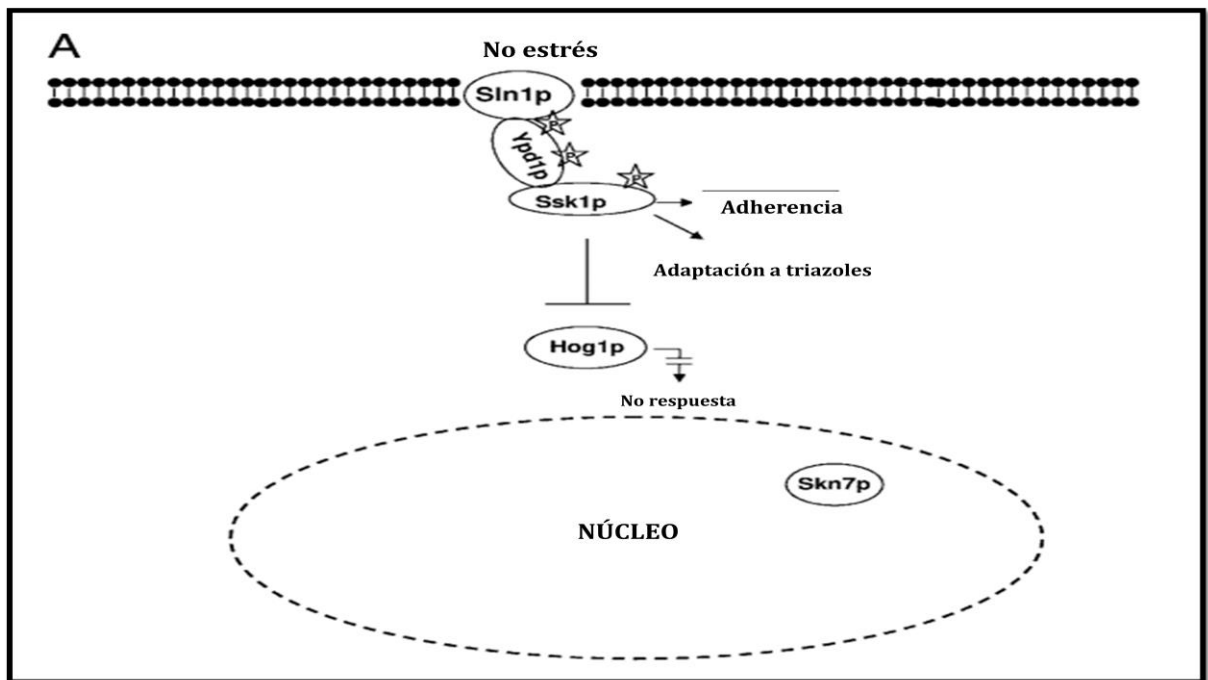 A
No estrés
Sln1p
P
Ypd1p
P
P
Ssk1p
Adherencia
Adaptación a triazoles
Hog1p
No respuesta
Skn7p
NÚCLEO